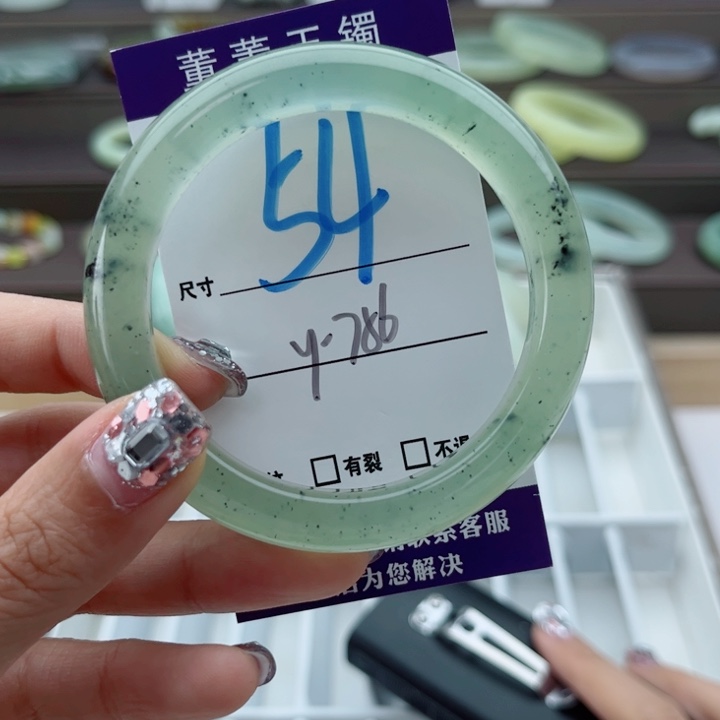 董董玉镯
54
尺寸
y-786
有裂
不退
联系客服
为您解决